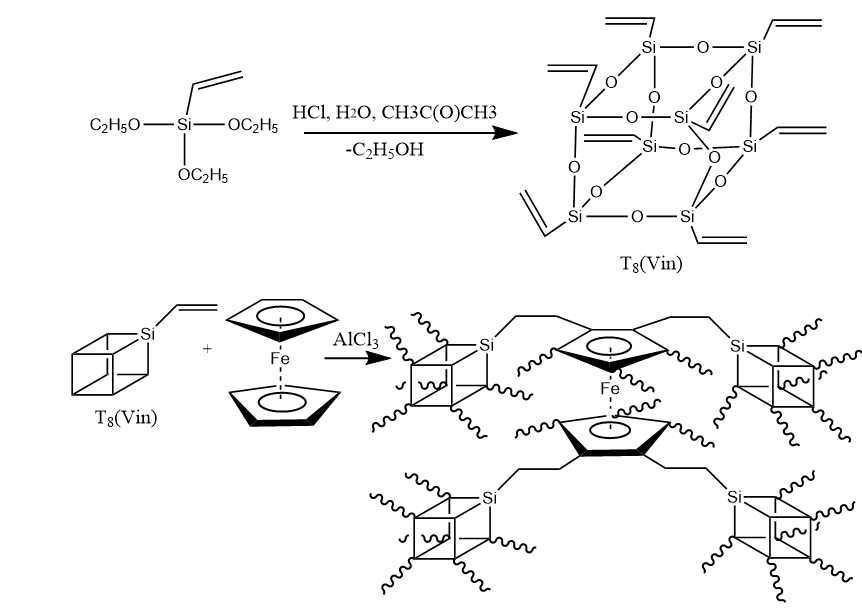 Si O Si
O O
C₂H₅O Si OC₂H₅
HCl, H2O, CH3C(O)CH3
O O
Si O Si
-C₂H₅OH
OC₂H₅
Si O Si
O O
O O
Si O Si
T₈(Vin)
Si
+
Fe
AlCl₃
T₈(Vin)
Si Si
Fe
Si Si